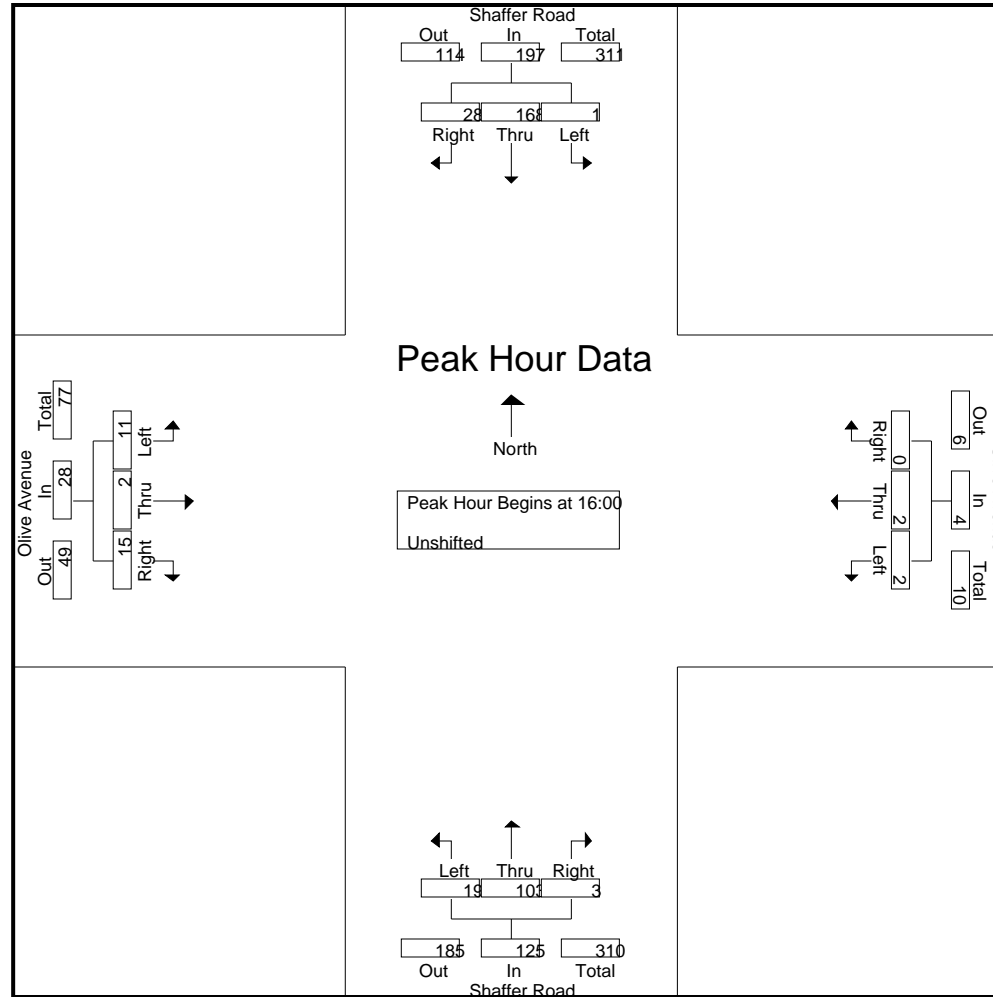 Shaffer Road
Out In Total
114 197 311
28 168 1
Right Thru Left
Peak Hour Data
North
Peak Hour Begins at 16:00
Unshifted
Olive Avenue
Total In Out
77 28 49
11 2 15
Left Thru Right
Out In Total
6 4 10
0 2 2
Right Thru Left
Left Thru Right
19 103 3
185 125 310
Out In Total
Shaffer Road